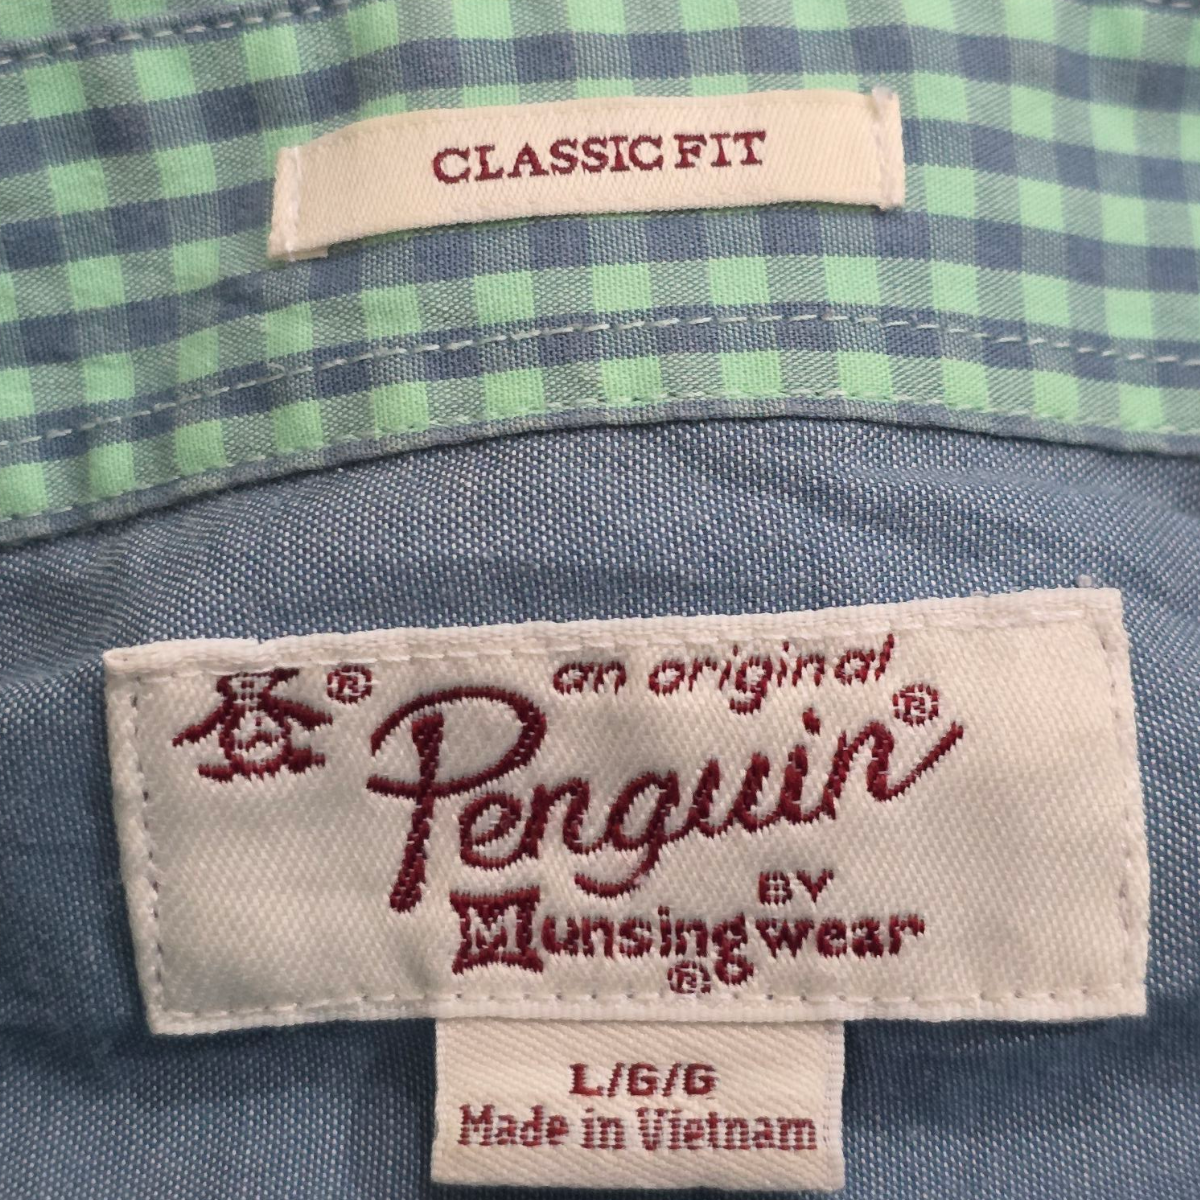 CLASSIC FIT
® an original
Penguin®
BY
Munsingwear
®
L/G/G
Made in Vietnam